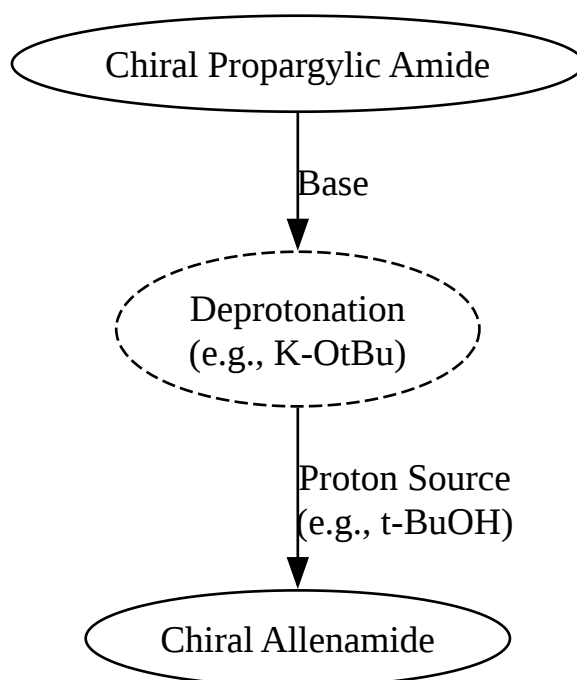 Chiral Propargylic Amide
Base
Deprotonation
(e.g., K-OtBu)
Proton Source
(e.g., t-BuOH)
Chiral Allenamide